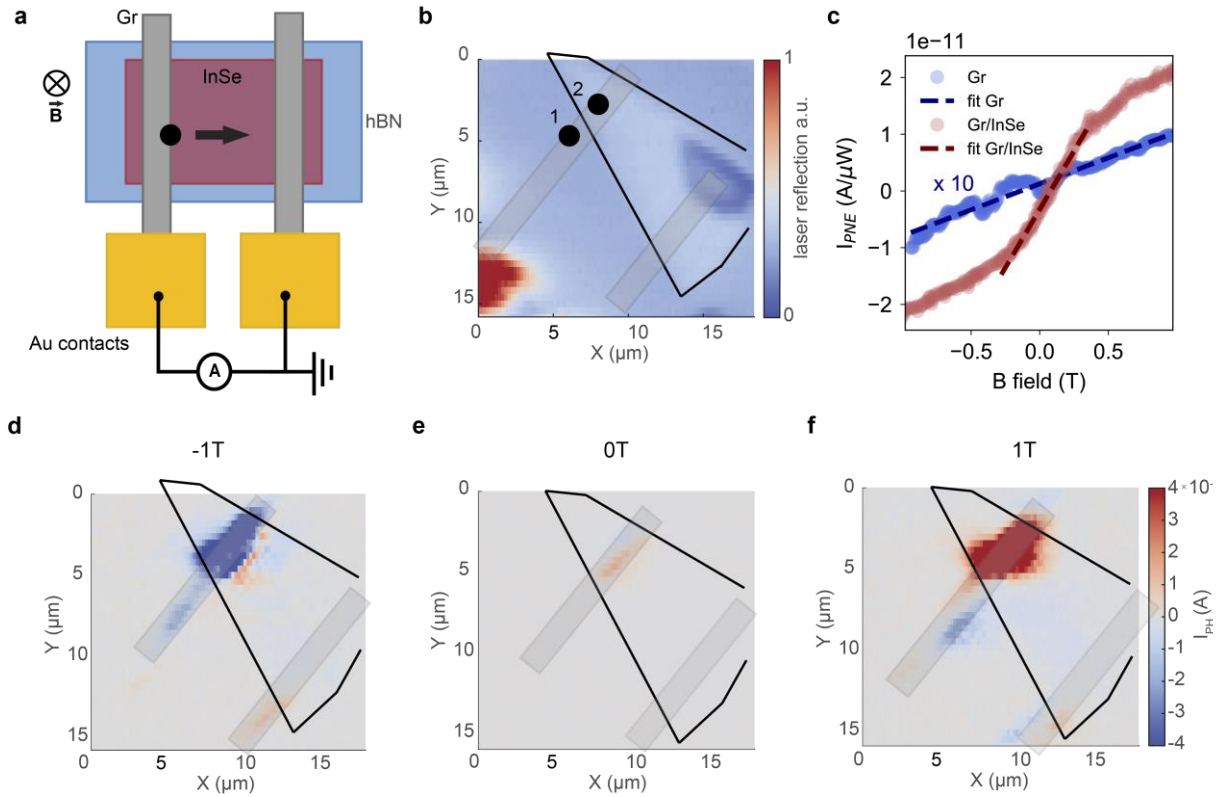 a
Gr
InSe
B
hBN
Au contacts
A
b
0
5
10
15
Y (μm)
0
5
10
15
X (μm)
1
2
1
0
laser reflection a.u.
c
1e−11
2
1
0
−1
−2
I_PNE (A/μW)
Gr
fit Gr
Gr/InSe
fit Gr/InSe
x 10
−0.5
0.0
0.5
B field (T)
d
-1T
0
5
10
15
Y (μm)
5
10
15
X (μm)
e
0T
0
5
10
15
Y (μm)
5
10
15
X (μm)
f
1T
0
5
10
15
Y (μm)
5
10
15
X (μm)
4
3
2
1
0
-1
-2
-3
-4
I_PH (A)